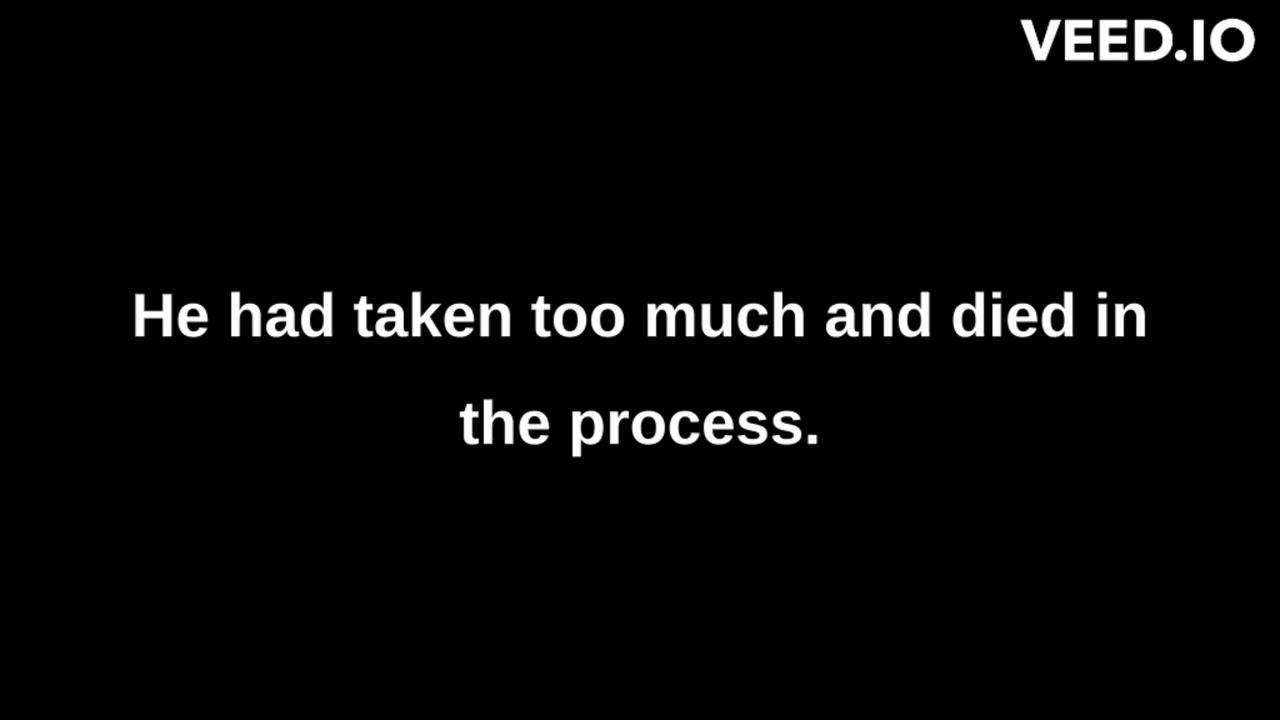 VEED.IO
He had taken too much and died in
the process.